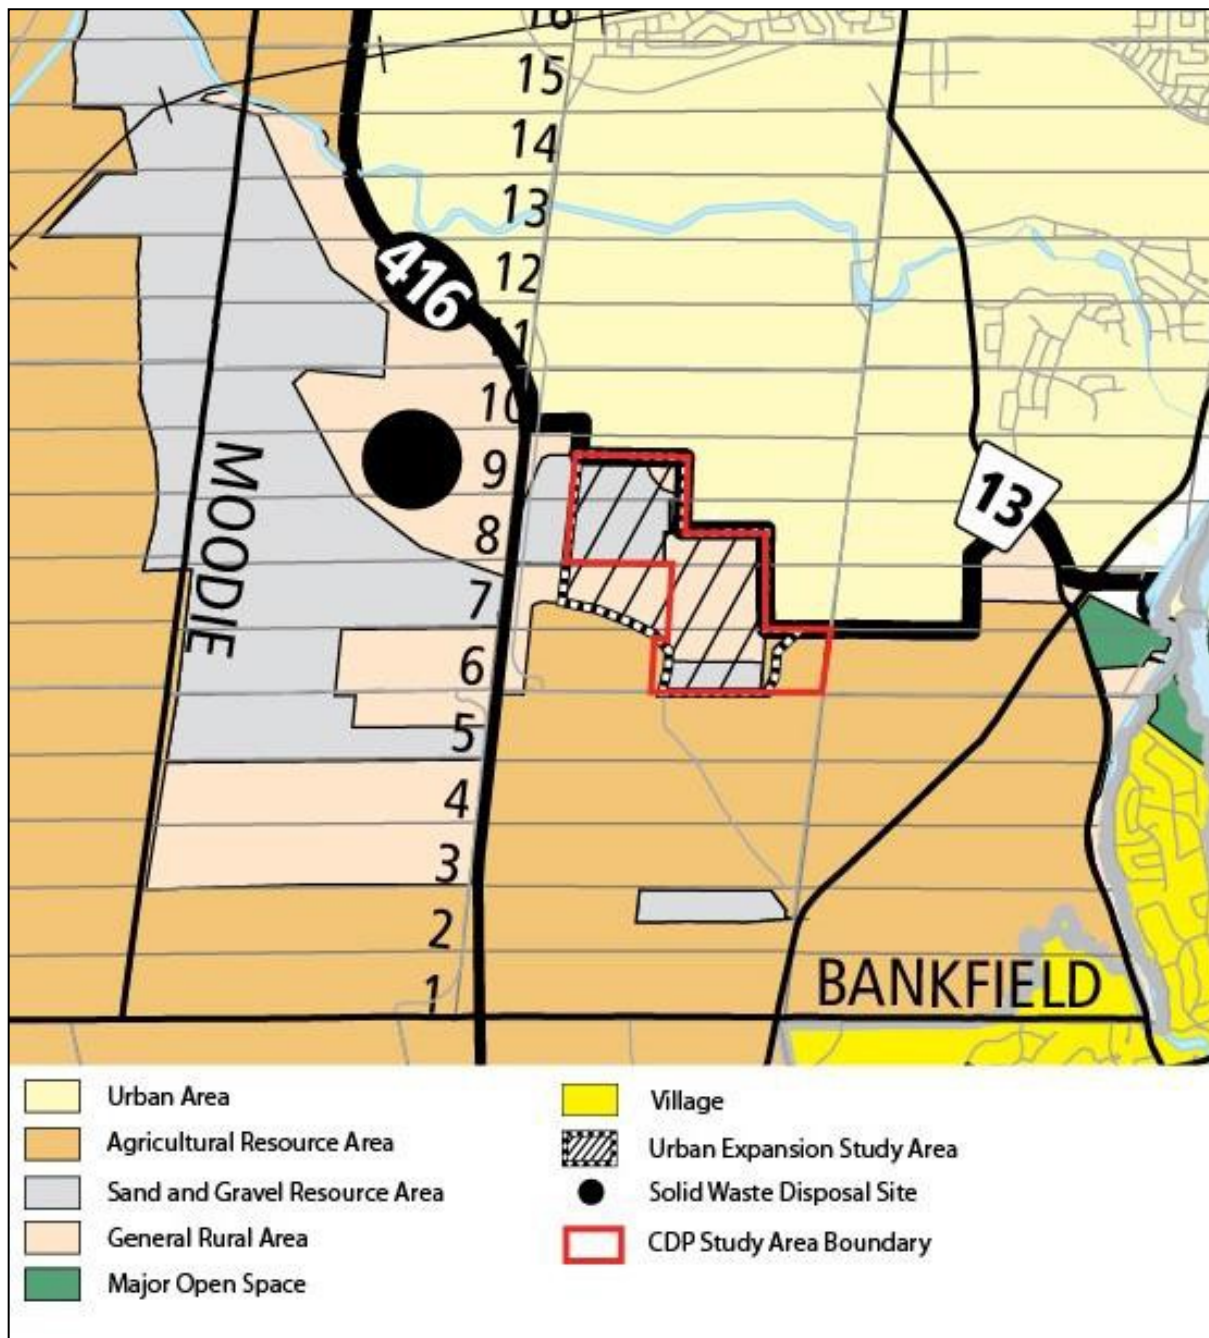 16
15
14
13
12
416
11
10
9
13
8
MOODIE
7
6
5
4
3
2
BANKFIELD
1
Urban Area
Village
Agricultural Resource Area
Urban Expansion Study Area
Sand and Gravel Resource Area
Solid Waste Disposal Site
General Rural Area
CDP Study Area Boundary
Major Open Space